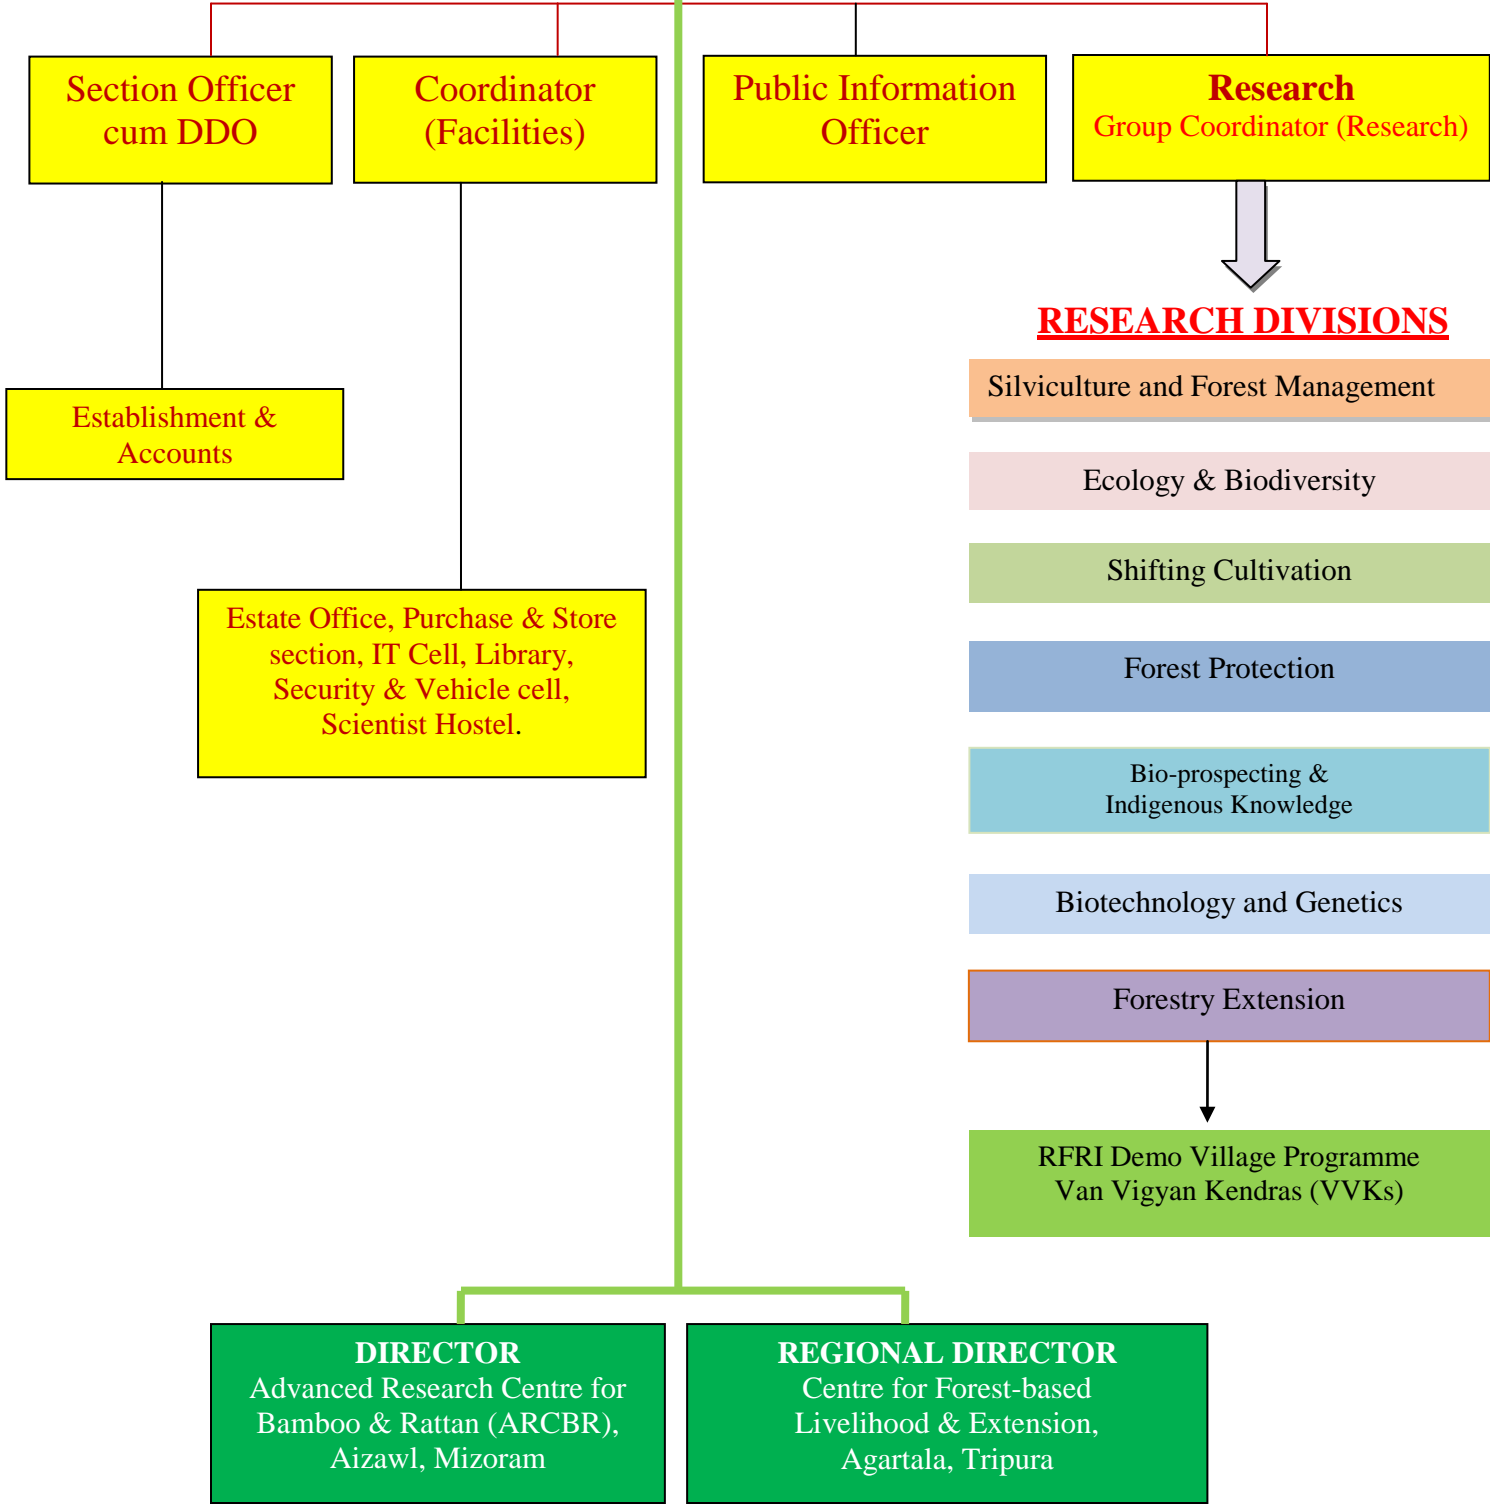 Section Officer
cum DDO
Coordinator
(Facilities)
Public Information
Officer
Research
Group Coordinator (Research)
RESEARCH DIVISIONS
Silviculture and Forest Management
Establishment &
Accounts
Ecology & Biodiversity
Shifting Cultivation
Estate Office, Purchase & Store
section, IT Cell, Library,
Security & Vehicle cell,
Scientist Hostel.
Forest Protection
Bio-prospecting &
Indigenous Knowledge
Biotechnology and Genetics
Forestry Extension
RFRI Demo Village Programme
Van Vigyan Kendras (VVKs)
DIRECTOR
Advanced Research Centre for
Bamboo & Rattan (ARCBR),
Aizawl, Mizoram
REGIONAL DIRECTOR
Centre for Forest-based
Livelihood & Extension,
Agartala, Tripura